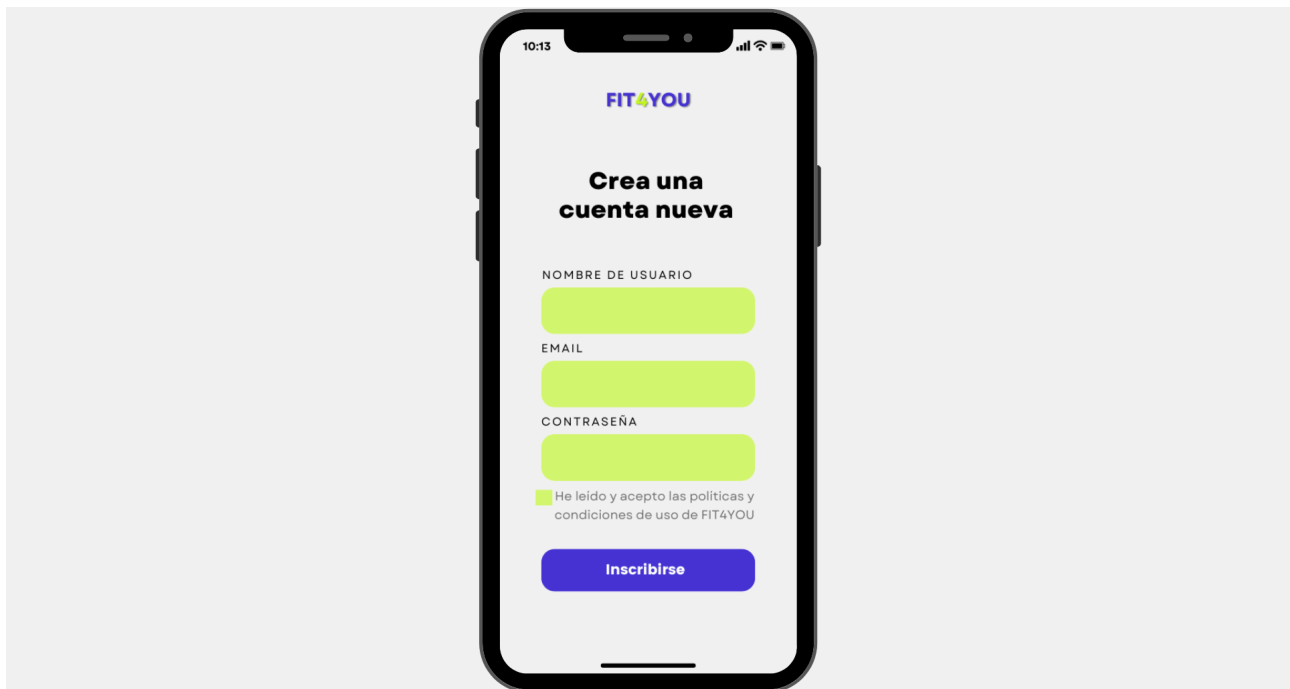 10:13
FIT4YOU
Crea una
cuenta nueva
NOMBRE DE USUARIO
EMAIL
CONTRASEÑA
He leido y acepto las politicas y
condiciones de uso de FIT4YOU
Inscribirse